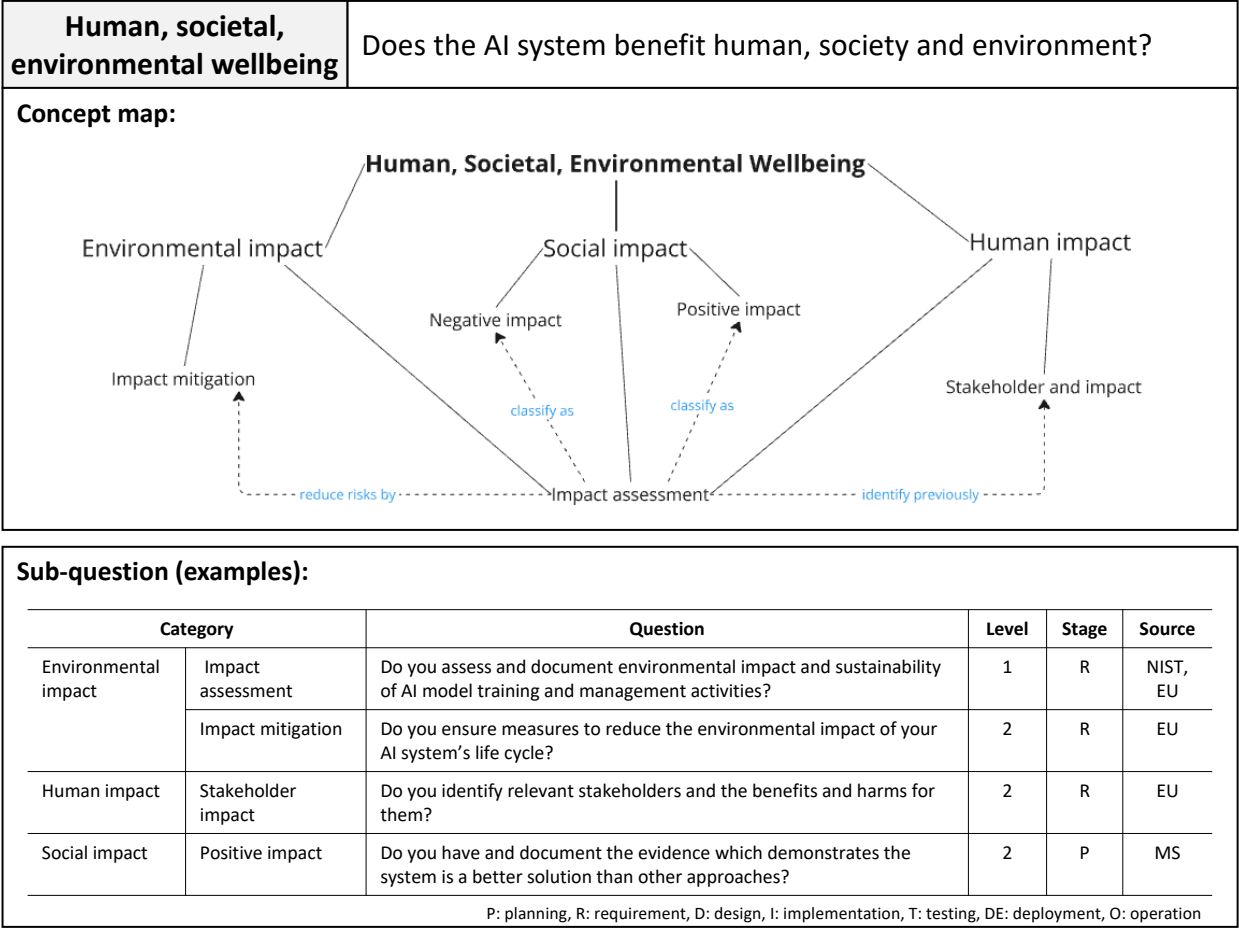 Human, societal,
environmental wellbeing
Does the AI system benefit human, society and environment?
Concept map:
Human, Societal, Environmental Wellbeing
Environmental impact
Social impact
Human impact
Negative impact
Positive impact
Impact mitigation
Stakeholder and impact
classify as
classify as
reduce risks by
Impact assessment
identify previously
Sub-question (examples):
Category
Question
Level
Stage
Source
Environmental
impact
Impact
assessment
Do you assess and document environmental impact and sustainability
of AI model training and management activities?
1
R
NIST,
EU
Impact mitigation
Do you ensure measures to reduce the environmental impact of your
AI system's life cycle?
2
R
EU
Human impact
Stakeholder
impact
Do you identify relevant stakeholders and the benefits and harms for
them?
2
R
EU
Social impact
Positive impact
Do you have and document the evidence which demonstrates the
system is a better solution than other approaches?
2
P
MS
P: planning, R: requirement, D: design, I: implementation, T: testing, DE: deployment, O: operation